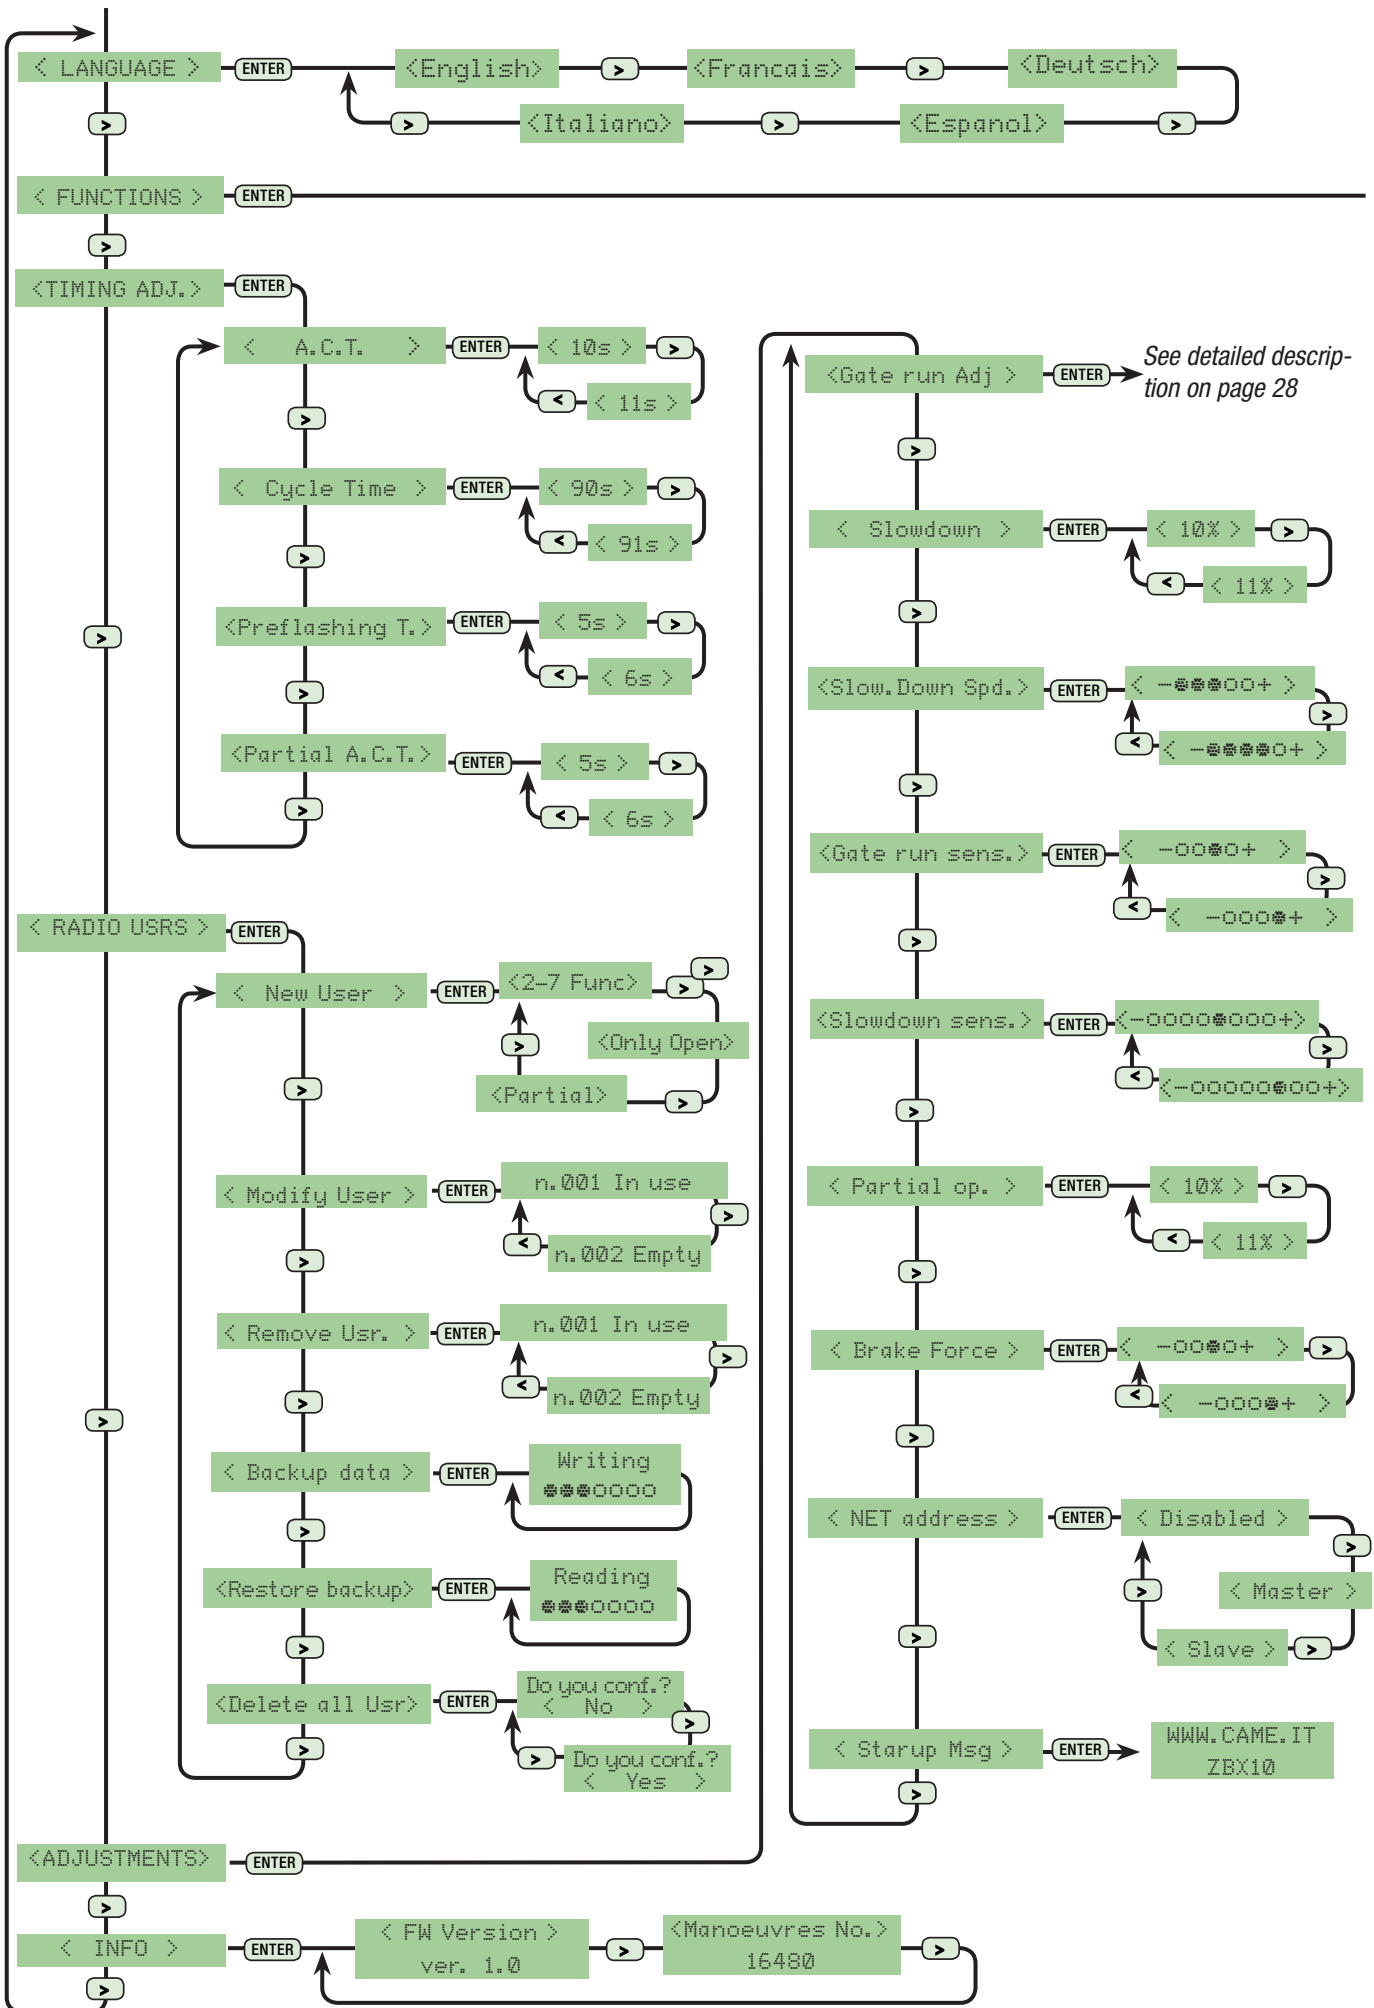 < LANGUAGE > ENTER <English> > <Francais> > <Deutsch>
> > <Italiano> > <Espanol> >
< FUNCTIONS > ENTER
>
<TIMING ADJ.> ENTER
< A.C.T. > ENTER < 10s > >
< < 11s >
>
< Cycle Time > ENTER < 90s > >
< < 91s >
>
<Preflashing T.> ENTER < 5s > >
< < 6s >
>
<Partial A.C.T.> ENTER < 5s > >
< < 6s >
>
>
< RADIO USRS > ENTER
< New User > ENTER <2-7 Func> > >
> <Only Open>
<Partial> >
>
< Modify User > ENTER n.001 In use
>
< n.002 Empty
>
< Remove Usr. > ENTER n.001 In use
>
< n.002 Empty
>
< Backup data > ENTER Writing
>
<Restore backup> ENTER Reading
>
<Delete all Usr> ENTER Do you conf.?
< No >
>
> Do you conf.?
< Yes >
>
>
<ADJUSTMENTS> ENTER
<Gate run Adj > ENTER See detailed descrip-
tion on page 28
>
< Slowdown > ENTER < 10% > >
< < 11% >
>
<Slow.Down Spd.> ENTER < -●●●○○+ >
>
< < -●●●●○+ >
>
<Gate run sens.> ENTER < -○○●○+ >
>
< < -○○○●+ >
>
<Slowdown sens.> ENTER <-○○○○●○○○+>
>
< <-○○○○○●○○+>
>
< Partial op. > ENTER < 10% > >
< < 11% >
>
< Brake Force > ENTER < -○○●○+ > >
< < -○○○●+ >
>
< NET address > ENTER < Disabled >
>
> < Master >
< Slave > >
>
< Starup Msg > ENTER WWW.CAME.IT
ZBX10
>
>
< INFO > ENTER < FW Version >
ver. 1.0
> <Manoeuvres No.>
16480
>
>